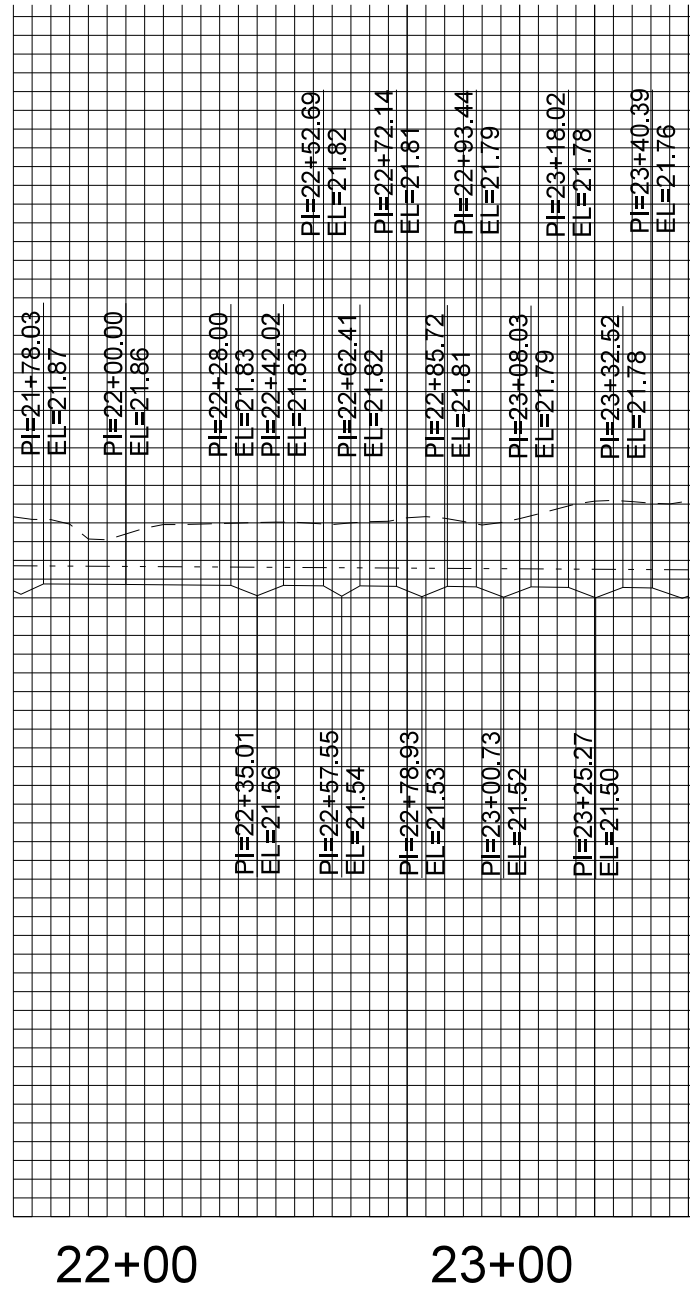 PI=22+52.69
EL=21.82
PI=22+72.14
EL=21.81
PI=22+93.44
EL=21.79
PI=23+18.02
EL=21.78
PI=23+40.39
EL=21.76
PI=21+78.03
EL=21.87
PI=22+00.00
EL=21.86
PI=22+28.00
EL=21.83
PI=22+42.02
EL=21.83
PI=22+62.41
EL=21.82
PI=22+85.72
EL=21.81
PI=23+08.03
EL=21.79
PI=23+32.52
EL=21.78
PI=22+35.01
EL=21.56
PI=22+57.55
EL=21.54
PI=22+78.93
EL=21.53
PI=23+00.73
EL=21.52
PI=23+25.27
EL=21.50
22+00
23+00